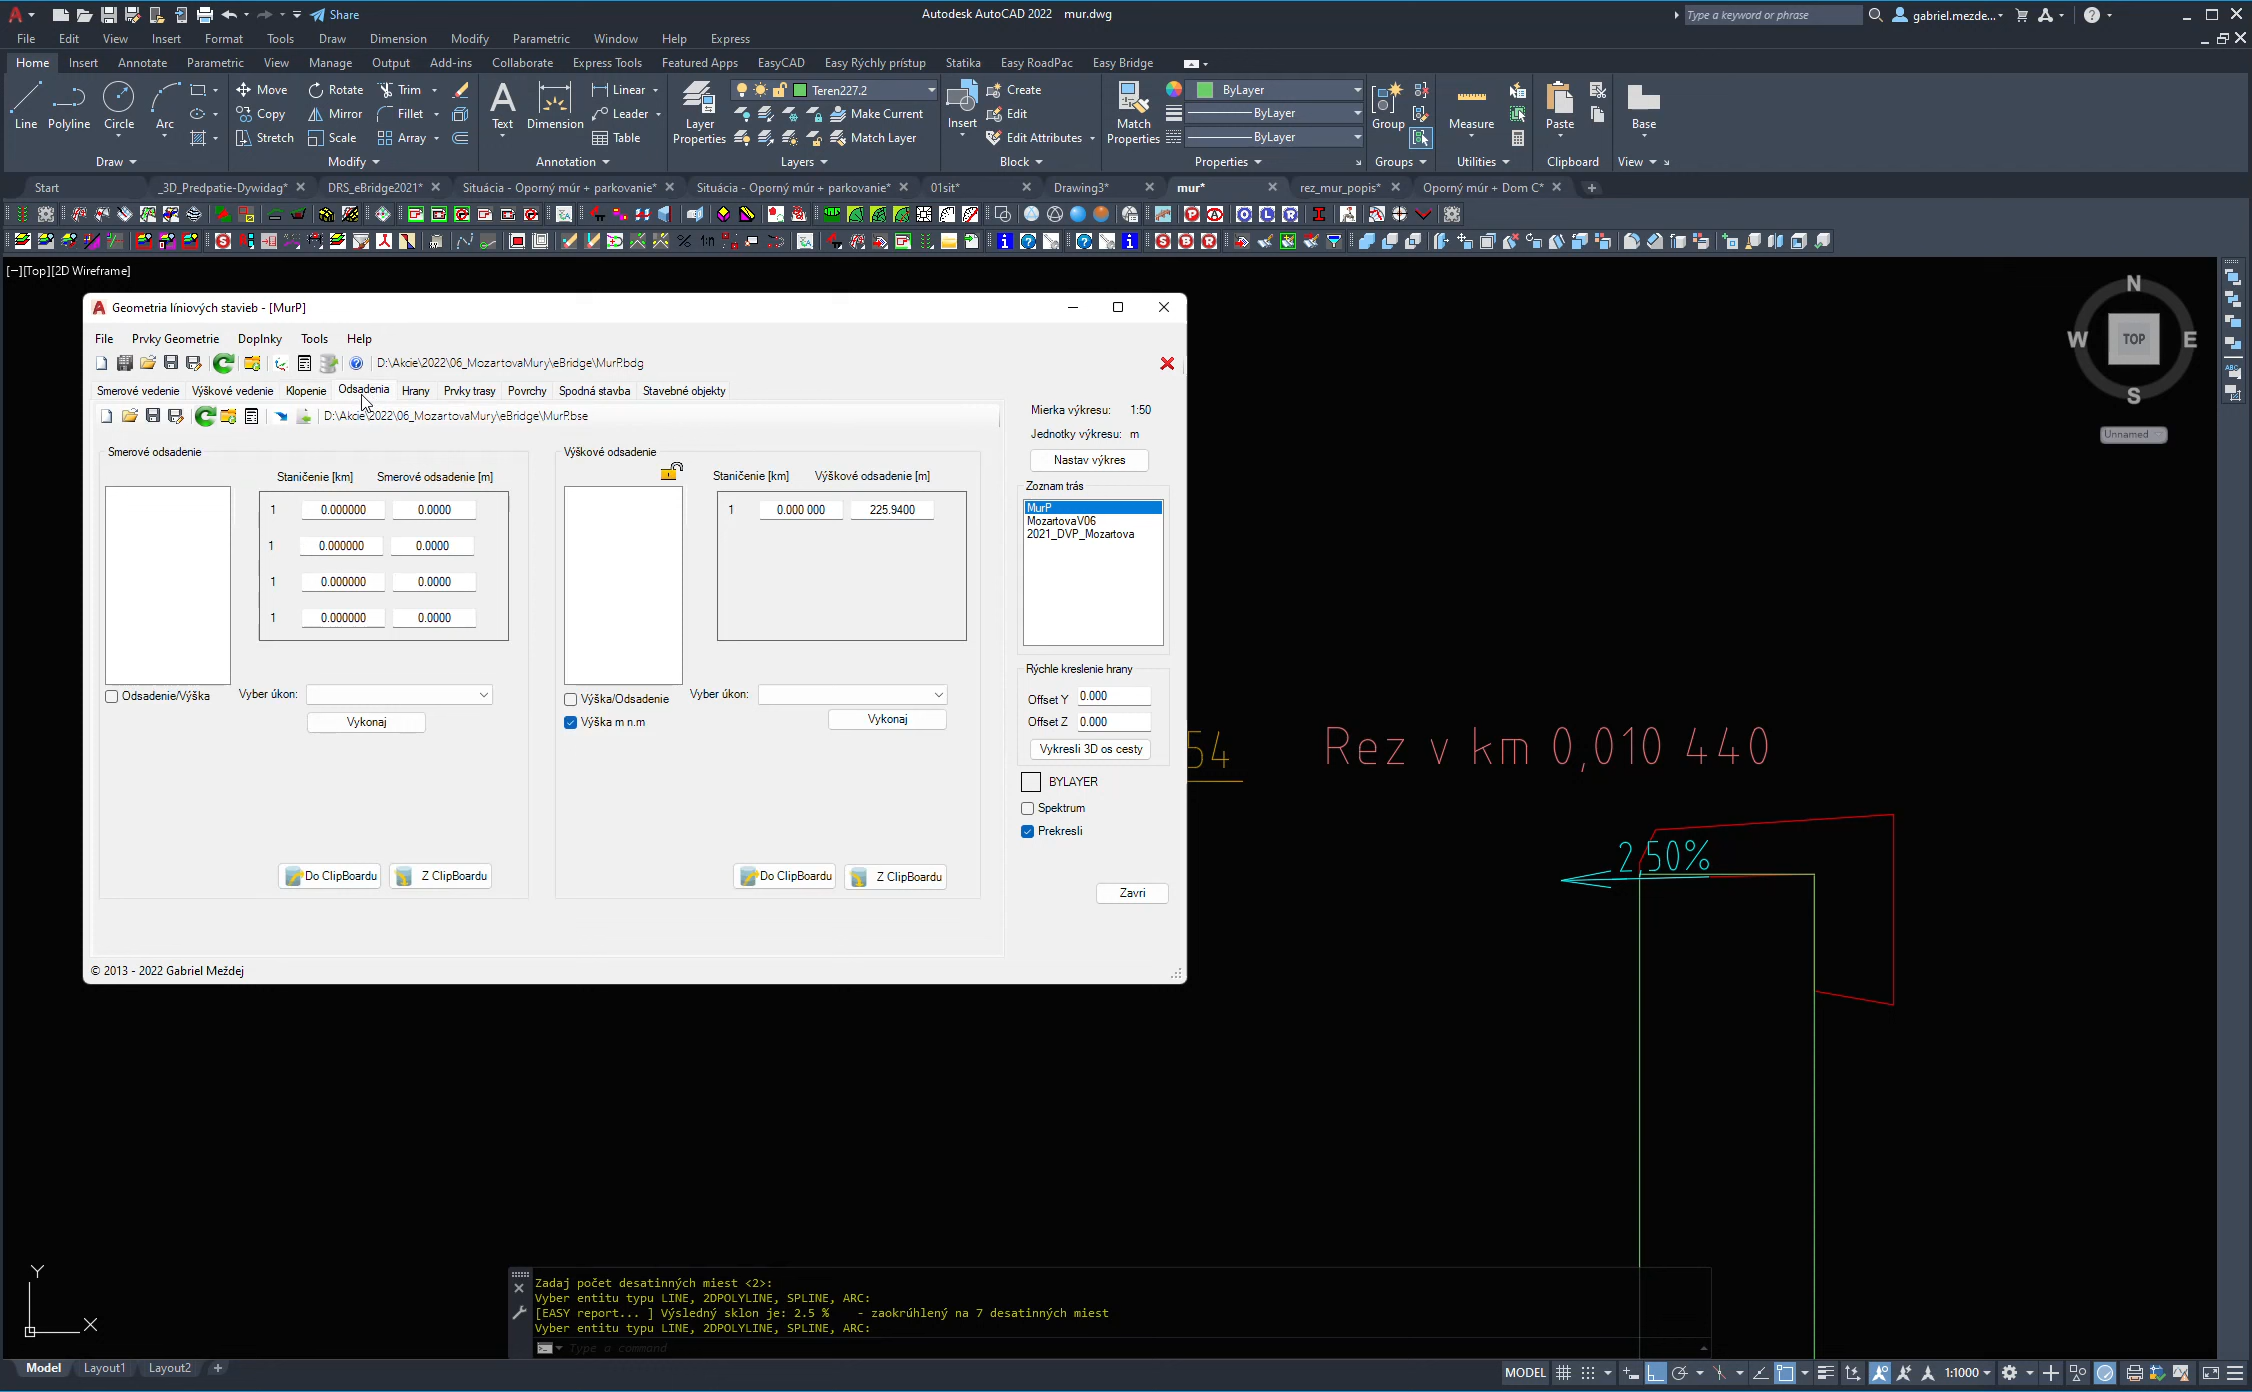 Share
Autodesk AutoCAD 2022 mur.dwg
Type a keyword or phrase
gabriel.mezde...
File Edit View Insert Format Tools Draw Dimension Modify Parametric Window Help Express
Home Insert Annotate Parametric View Manage Output Add-ins Collaborate Express Tools Featured Apps EasyCAD Easy Rýchly prístup Statika Easy RoadPac Easy Bridge
Line Polyline Circle Arc
Move Rotate Trim
Copy Mirror Fillet
Stretch Scale Array
Text Dimension
Linear
Leader
Table
Layer Properties
Teren227.2
Make Current
Match Layer
Insert
Create
Edit
Edit Attributes
Match Properties
ByLayer
ByLayer
ByLayer
Group Measure Paste Base
Draw Modify Annotation Layers Block Properties Groups Utilities Clipboard View
Start _3D_Predpatie-Dywidag* DRS_eBridge2021* Situácia - Oporný múr + parkovanie* Situácia - Oporný múr + parkovanie* 01sit* Drawing3* mur* rez_mur_popis* Oporný múr + Dom C*
[−][Top][2D Wireframe]
Geometria líniových stavieb - [MurP]
File Prvky Geometrie Doplnky Tools Help
D:\Akcie\2022\06_MozartovaMury\eBridge\MurP.bdg
Smerové vedenie Výškové vedenie Klopenie Odsadenia Hrany Prvky trasy Povrchy Spodná stavba Stavebné objekty
D:\Akcie\2022\06_MozartovaMury\eBridge\MurP.bse
Smerové odsadenie
Staničenie [km] Smerové odsadenie [m]
1 0.000000 0.0000
1 0.000000 0.0000
1 0.000000 0.0000
1 0.000000 0.0000
Odsadenie/Výška
Vyber úkon:
Vykonaj
Do ClipBoardu Z ClipBoardu
Výškové odsadenie
Staničenie [km] Výškové odsadenie [m]
1 0.000 000 225.9400
Výška/Odsadenie
Výška m n.m
Vyber úkon:
Vykonaj
Do ClipBoardu Z ClipBoardu
Mierka výkresu: 1:50
Jednotky výkresu: m
Nastav výkres
Zoznam trás
MurP
MozartovaV06
2021_DVP_Mozartova
Rýchle kreslenie hrany
Offset Y 0.000
Offset Z 0.000
Vykresli 3D os cesty
BYLAYER
Spektrum
Prekresli
Zavri
© 2013 - 2022 Gabriel Meždej
N
W TOP E
S
Unnamed
54
Rez v km 0,010 440
2,50%
Y
X
Zadaj počet desatinných miest <2>:
Vyber entitu typu LINE, 2DPOLYLINE, SPLINE, ARC:
[EASY report... ] Výsledný sklon je: 2.5 % - zaokrúhlený na 7 desatinných miest
Vyber entitu typu LINE, 2DPOLYLINE, SPLINE, ARC:
Type a command
Model Layout1 Layout2
MODEL
1:1000